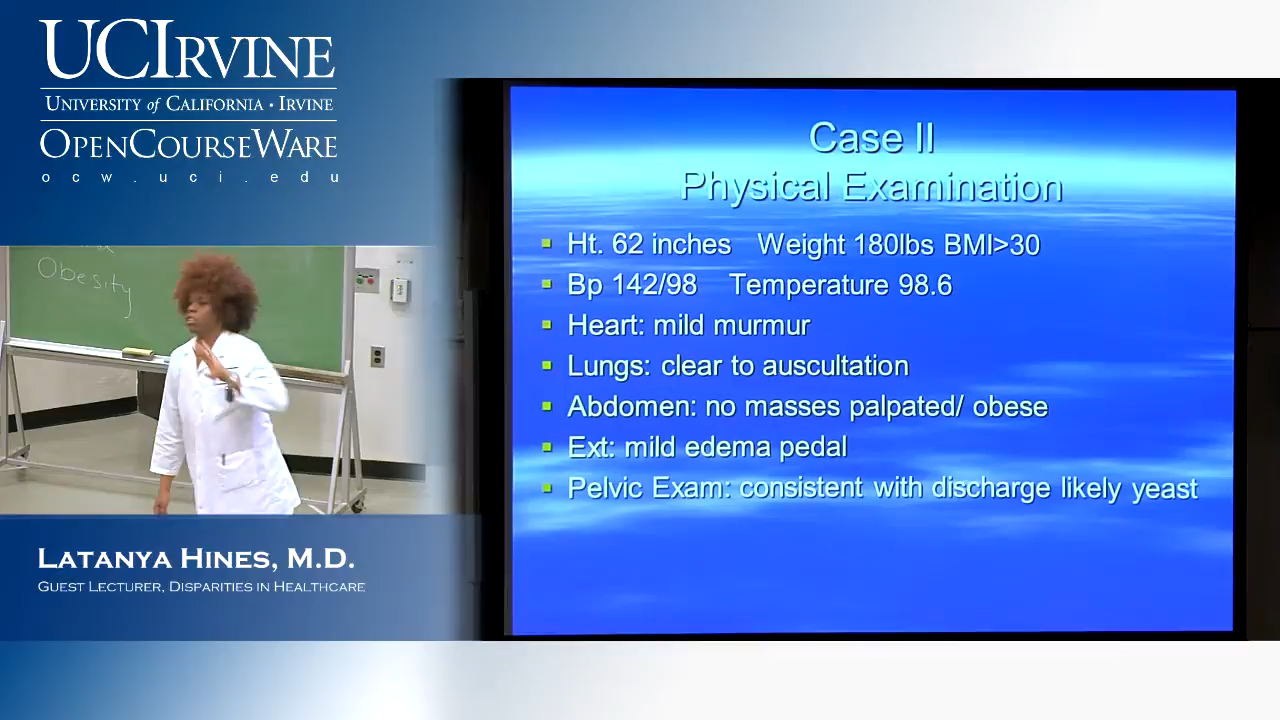 UCIRVINE
UNIVERSITY of CALIFORNIA • IRVINE
OPENCOURSEWARE
ocw.uci.edu
Obesity
LATANYA HINES, M.D.
GUEST LECTURER, DISPARITIES IN HEALTHCARE
Case II
Physical Examination
Ht. 62 inches Weight 180lbs BMI>30
Bp 142/98 Temperature 98.6
Heart: mild murmur
Lungs: clear to auscultation
Abdomen: no masses palpated/ obese
Ext: mild edema pedal
Pelvic Exam: consistent with discharge likely yeast